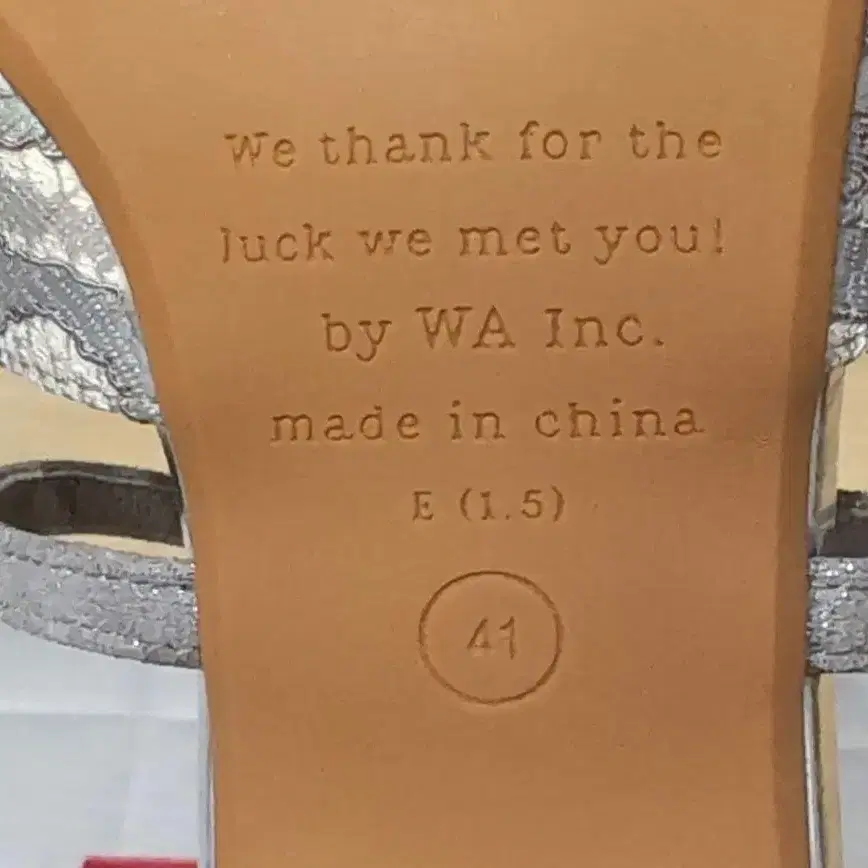 We thank for the
luck we met you!
by WA Inc.
made in china
E (1.5)
41